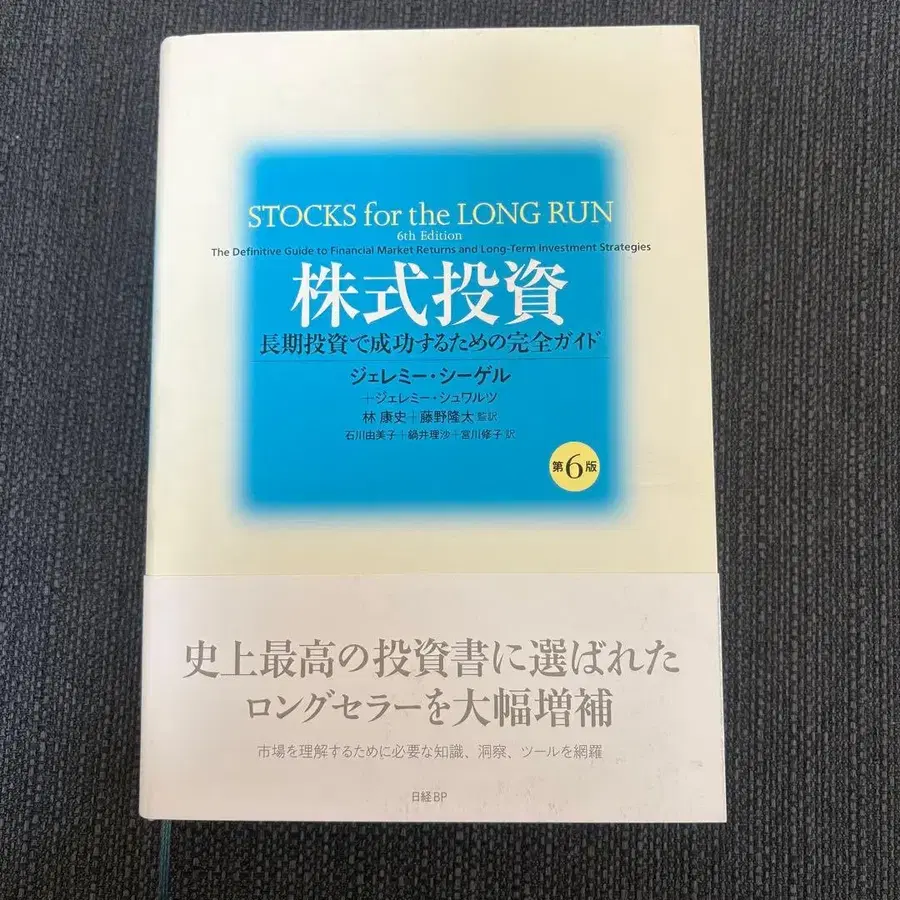 STOCKS for the LONG RUN
6th Edition
The Definitive Guide to Financial Market Returns and Long-Term Investment Strategies
株式投資
長期投資で成功するための完全ガイド
ジェレミー・シーゲル
+ジェレミー・シュワルツ
林 康史+藤野隆太 監訳
石川由美子+鍋井理沙+宮川修子 訳
第6版
史上最高の投資書に選ばれた
ロングセラーを大幅増補
市場を理解するために必要な知識、洞察、ツールを網羅
日経BP